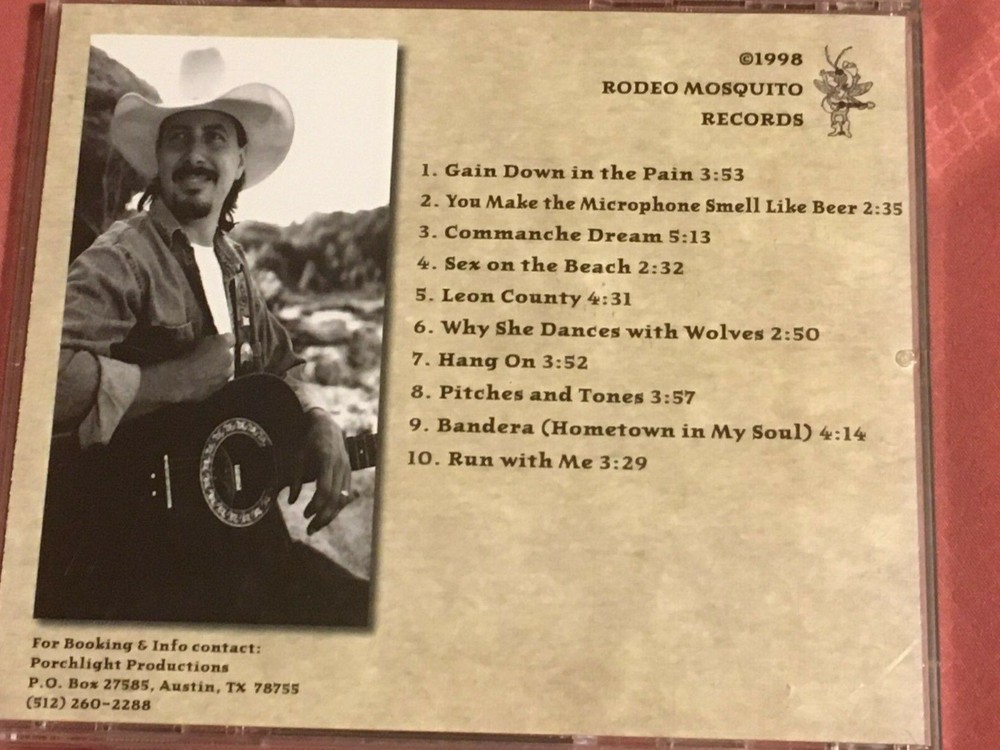 ©1998
RODEO MOSQUITO
RECORDS
1. Gain Down in the Pain 3:53
2. You Make the Microphone Smell Like Beer 2:35
3. Commanche Dream 5:13
4. Sex on the Beach 2:32
5. Leon County 4:31
6. Why She Dances with Wolves 2:50
7. Hang On 3:52
8. Pitches and Tones 3:57
9. Bandera (Hometown in My Soul) 4:14
10. Run with Me 3:29
For Booking & Info contact:
Porchlight Productions
P.O. Box 27585, Austin, TX 78755
(512) 260-2288